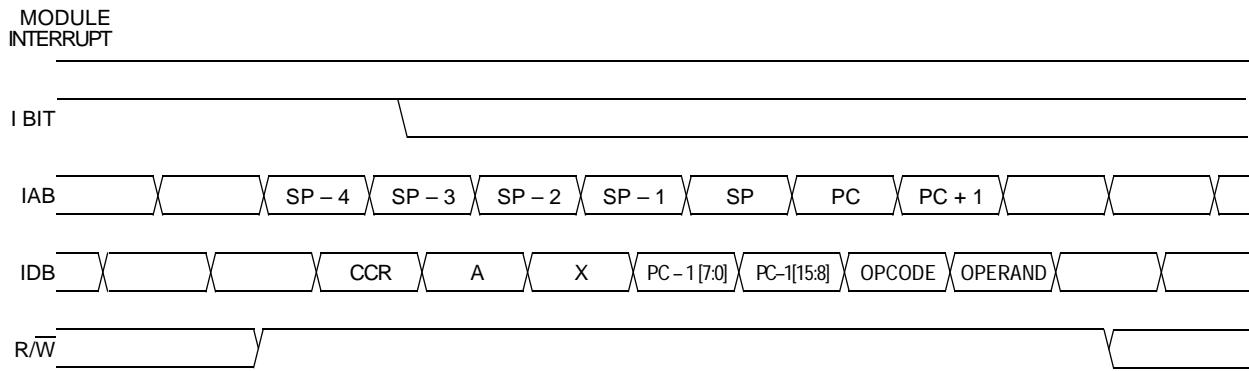 MODULE
INTERRUPT
I BIT
IAB SP – 4 SP – 3 SP – 2 SP – 1 SP PC PC + 1
IDB CCR A X PC – 1 [7:0] PC–1[15:8] OPCODE OPERAND
R/W̅